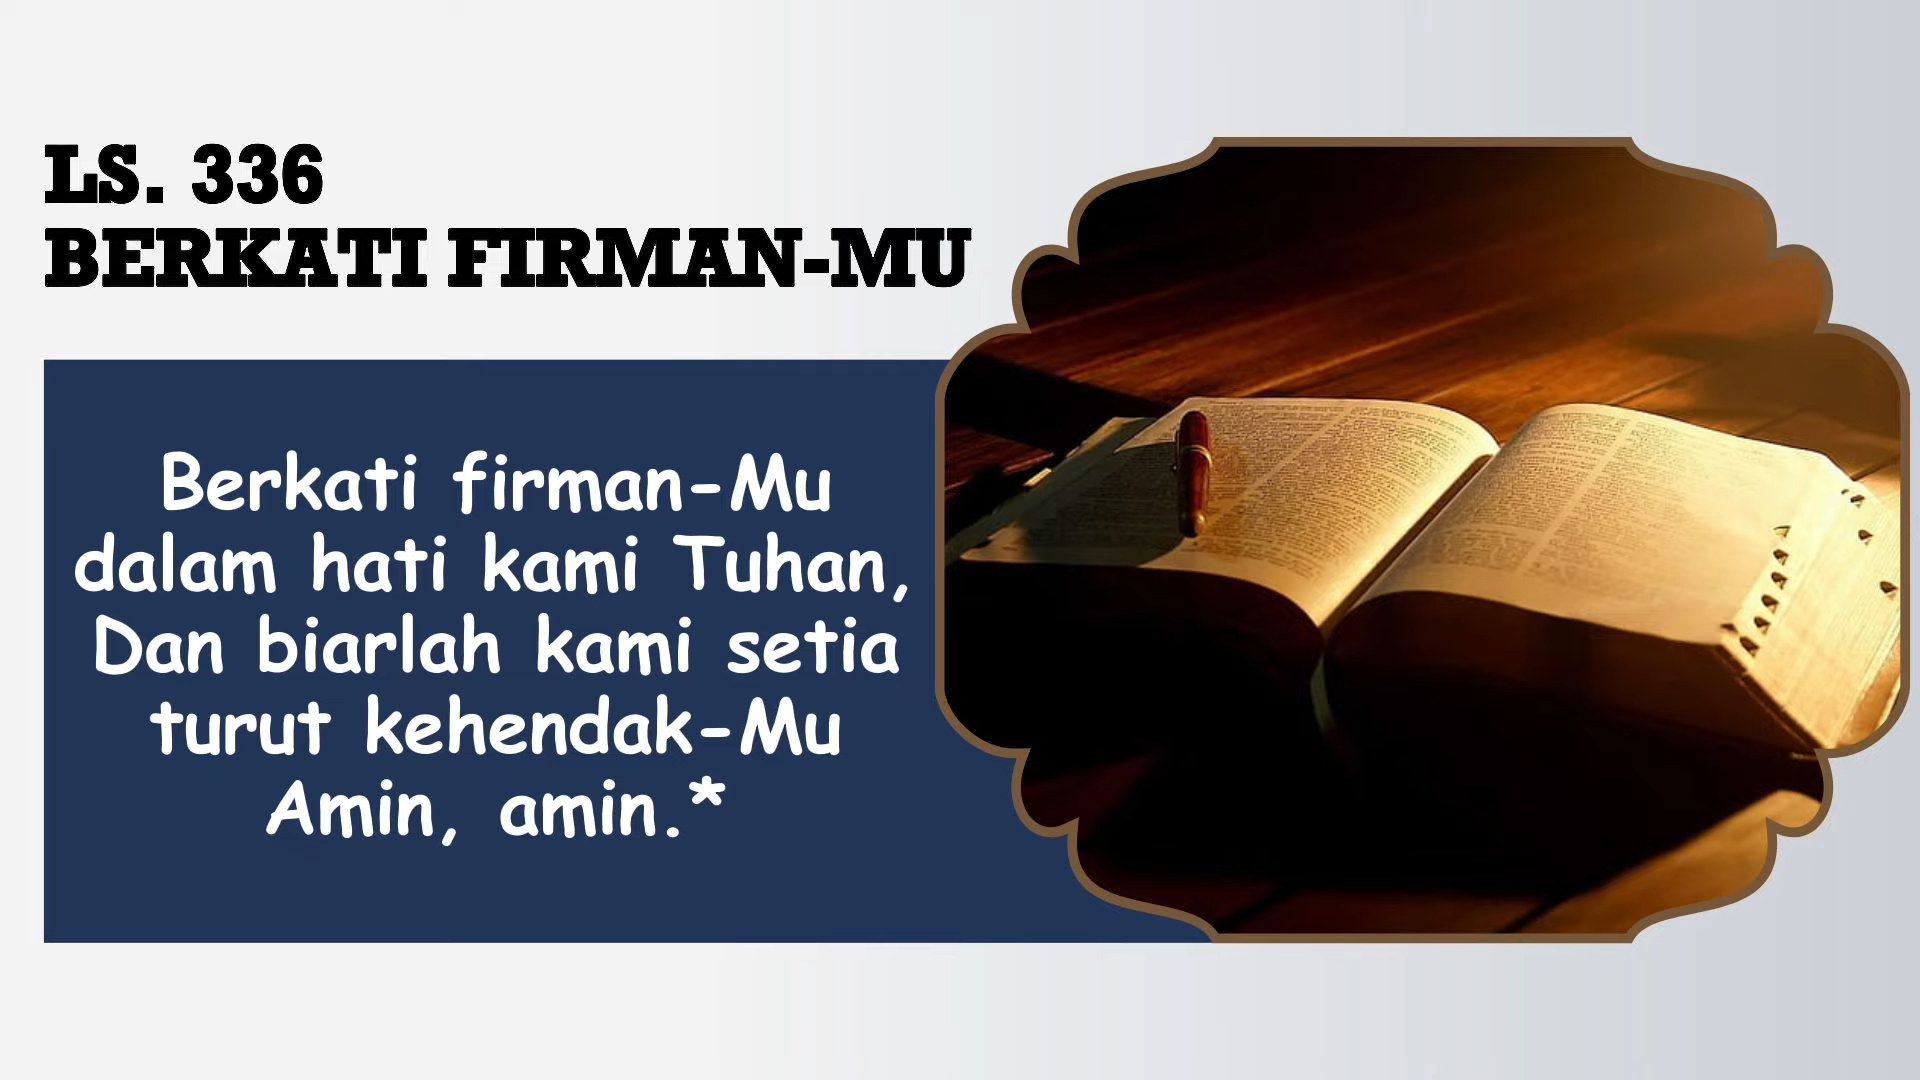 LS. 336
BERKATI FIRMAN-MU
Berkati firman-Mu
dalam hati kami Tuhan,
Dan biarlah kami setia
turut kehendak-Mu
Amin, amin.*